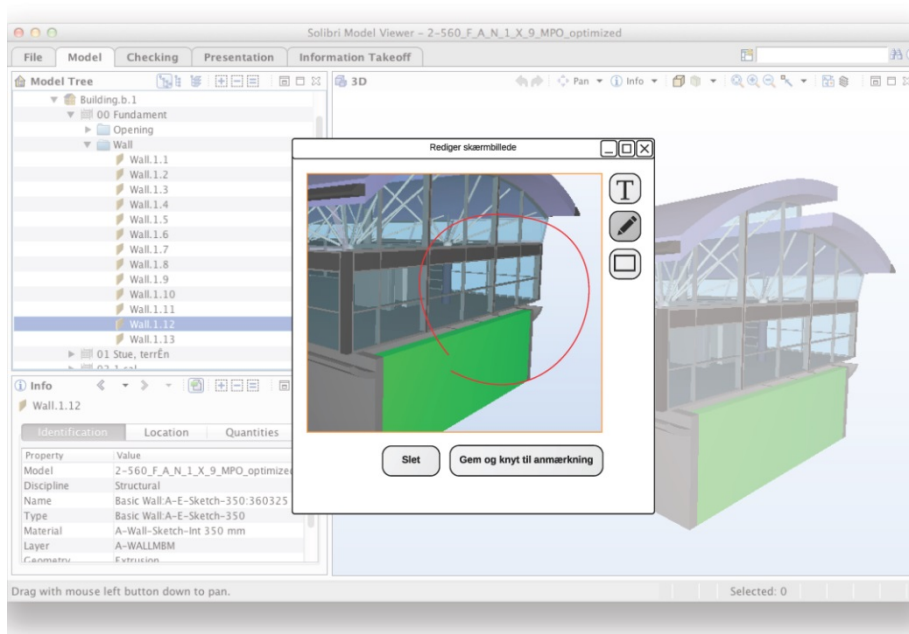 Solibri Model Viewer – 2-560_F_A_N_1_X_9_MPO_optimized
File Model Checking Presentation Information Takeoff
Model Tree
3D
Pan Info
Building.b.1
00 Fundament
Opening
Wall
Wall.1.1
Wall.1.2
Wall.1.3
Wall.1.4
Wall.1.5
Wall.1.6
Wall.1.7
Wall.1.8
Wall.1.9
Wall.1.10
Wall.1.11
Wall.1.12
Wall.1.13
01 Stue, terrÉn
Rediger skærmbillede
T
Slet
Gem og knyt til anmærkning
Info
Wall.1.12
Identification Location Quantities
Property Value
Model 2-560_F_A_N_1_X_9_MPO_optimized
Discipline Structural
Name Basic Wall:A-E-Sketch-350:360325
Type Basic Wall:A-E-Sketch-350
Material A-Wall-Sketch-Int 350 mm
Layer A-WALLMBM
Geometry Extrusion
Drag with mouse left button down to pan.
Selected: 0